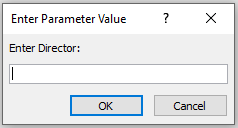 Enter Parameter Value ? ×
Enter Director:
OK Cancel